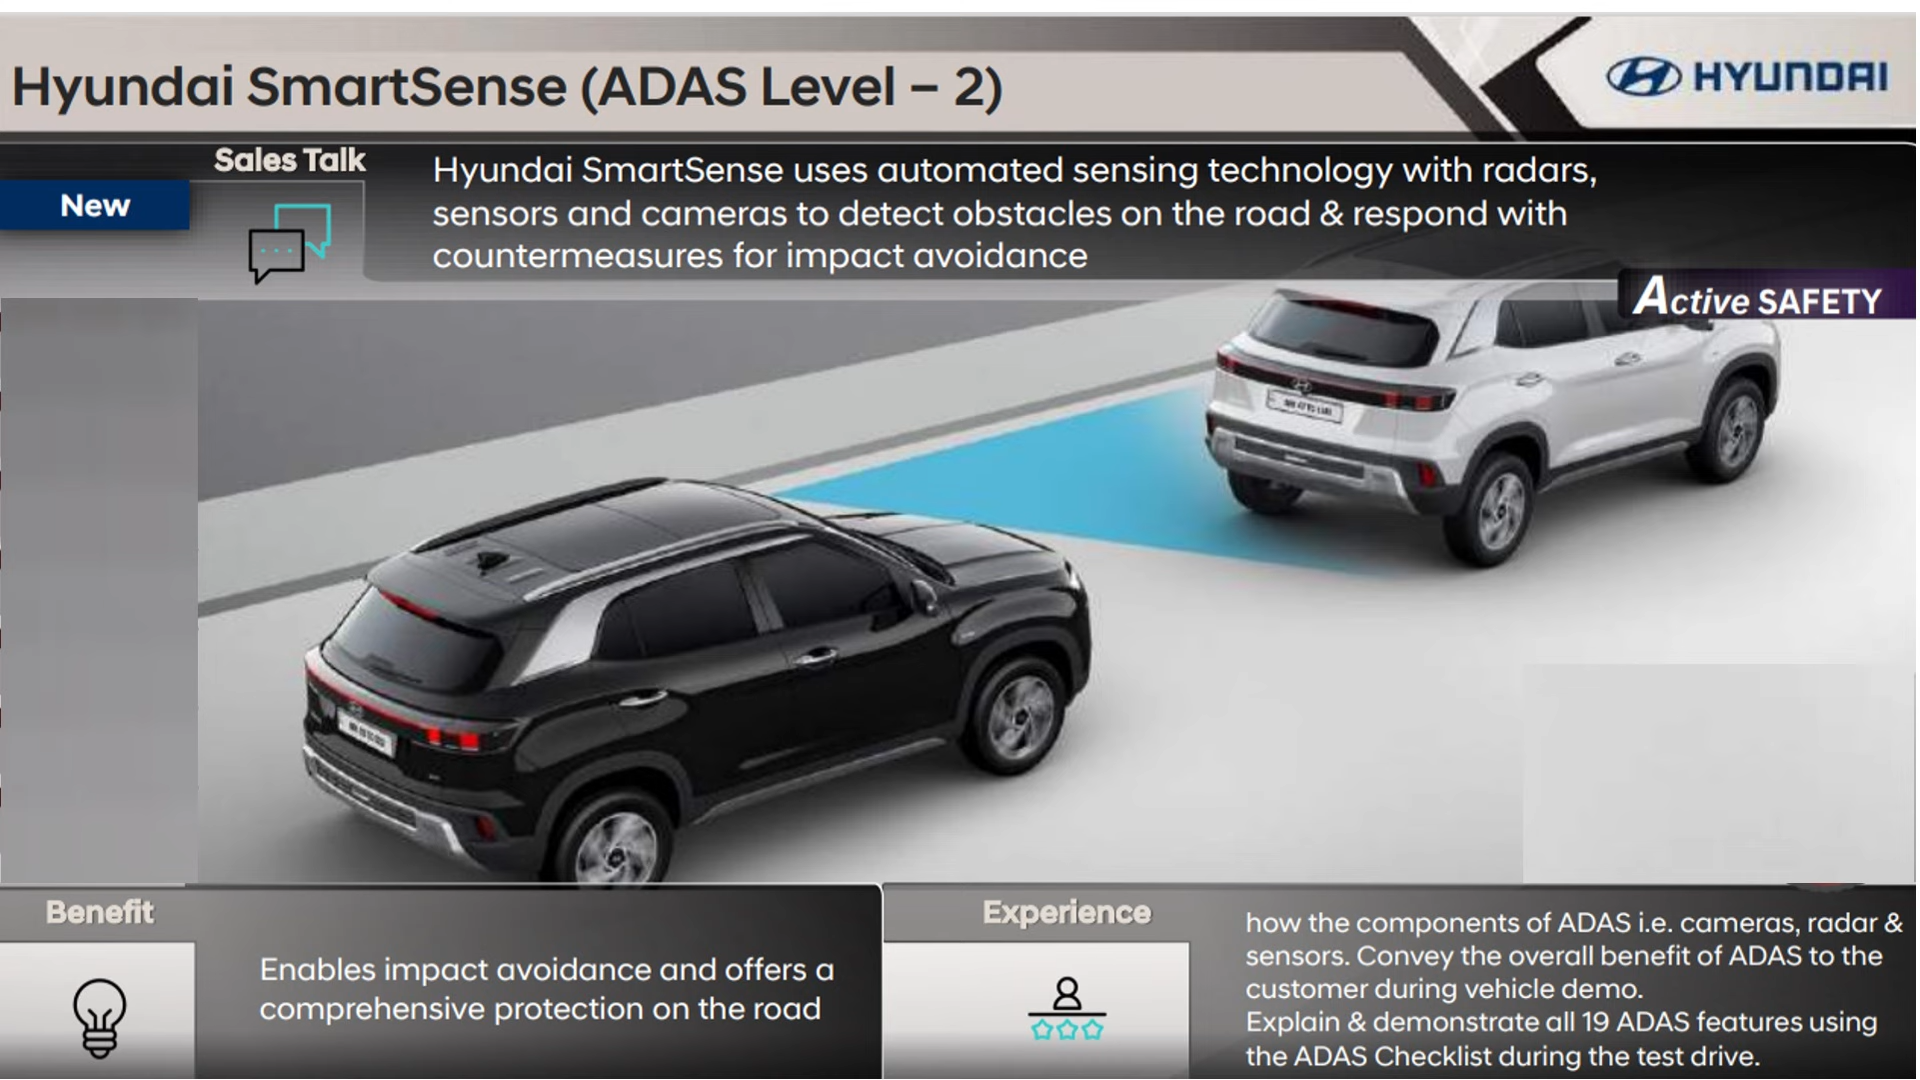 Hyundai SmartSense (ADAS Level – 2)
HYUNDAI
Sales Talk
New
Hyundai SmartSense uses automated sensing technology with radars,
sensors and cameras to detect obstacles on the road & respond with
countermeasures for impact avoidance
Active SAFETY
Benefit
Enables impact avoidance and offers a
comprehensive protection on the road
Experience
how the components of ADAS i.e. cameras, radar &
sensors. Convey the overall benefit of ADAS to the
customer during vehicle demo.
Explain & demonstrate all 19 ADAS features using
the ADAS Checklist during the test drive.